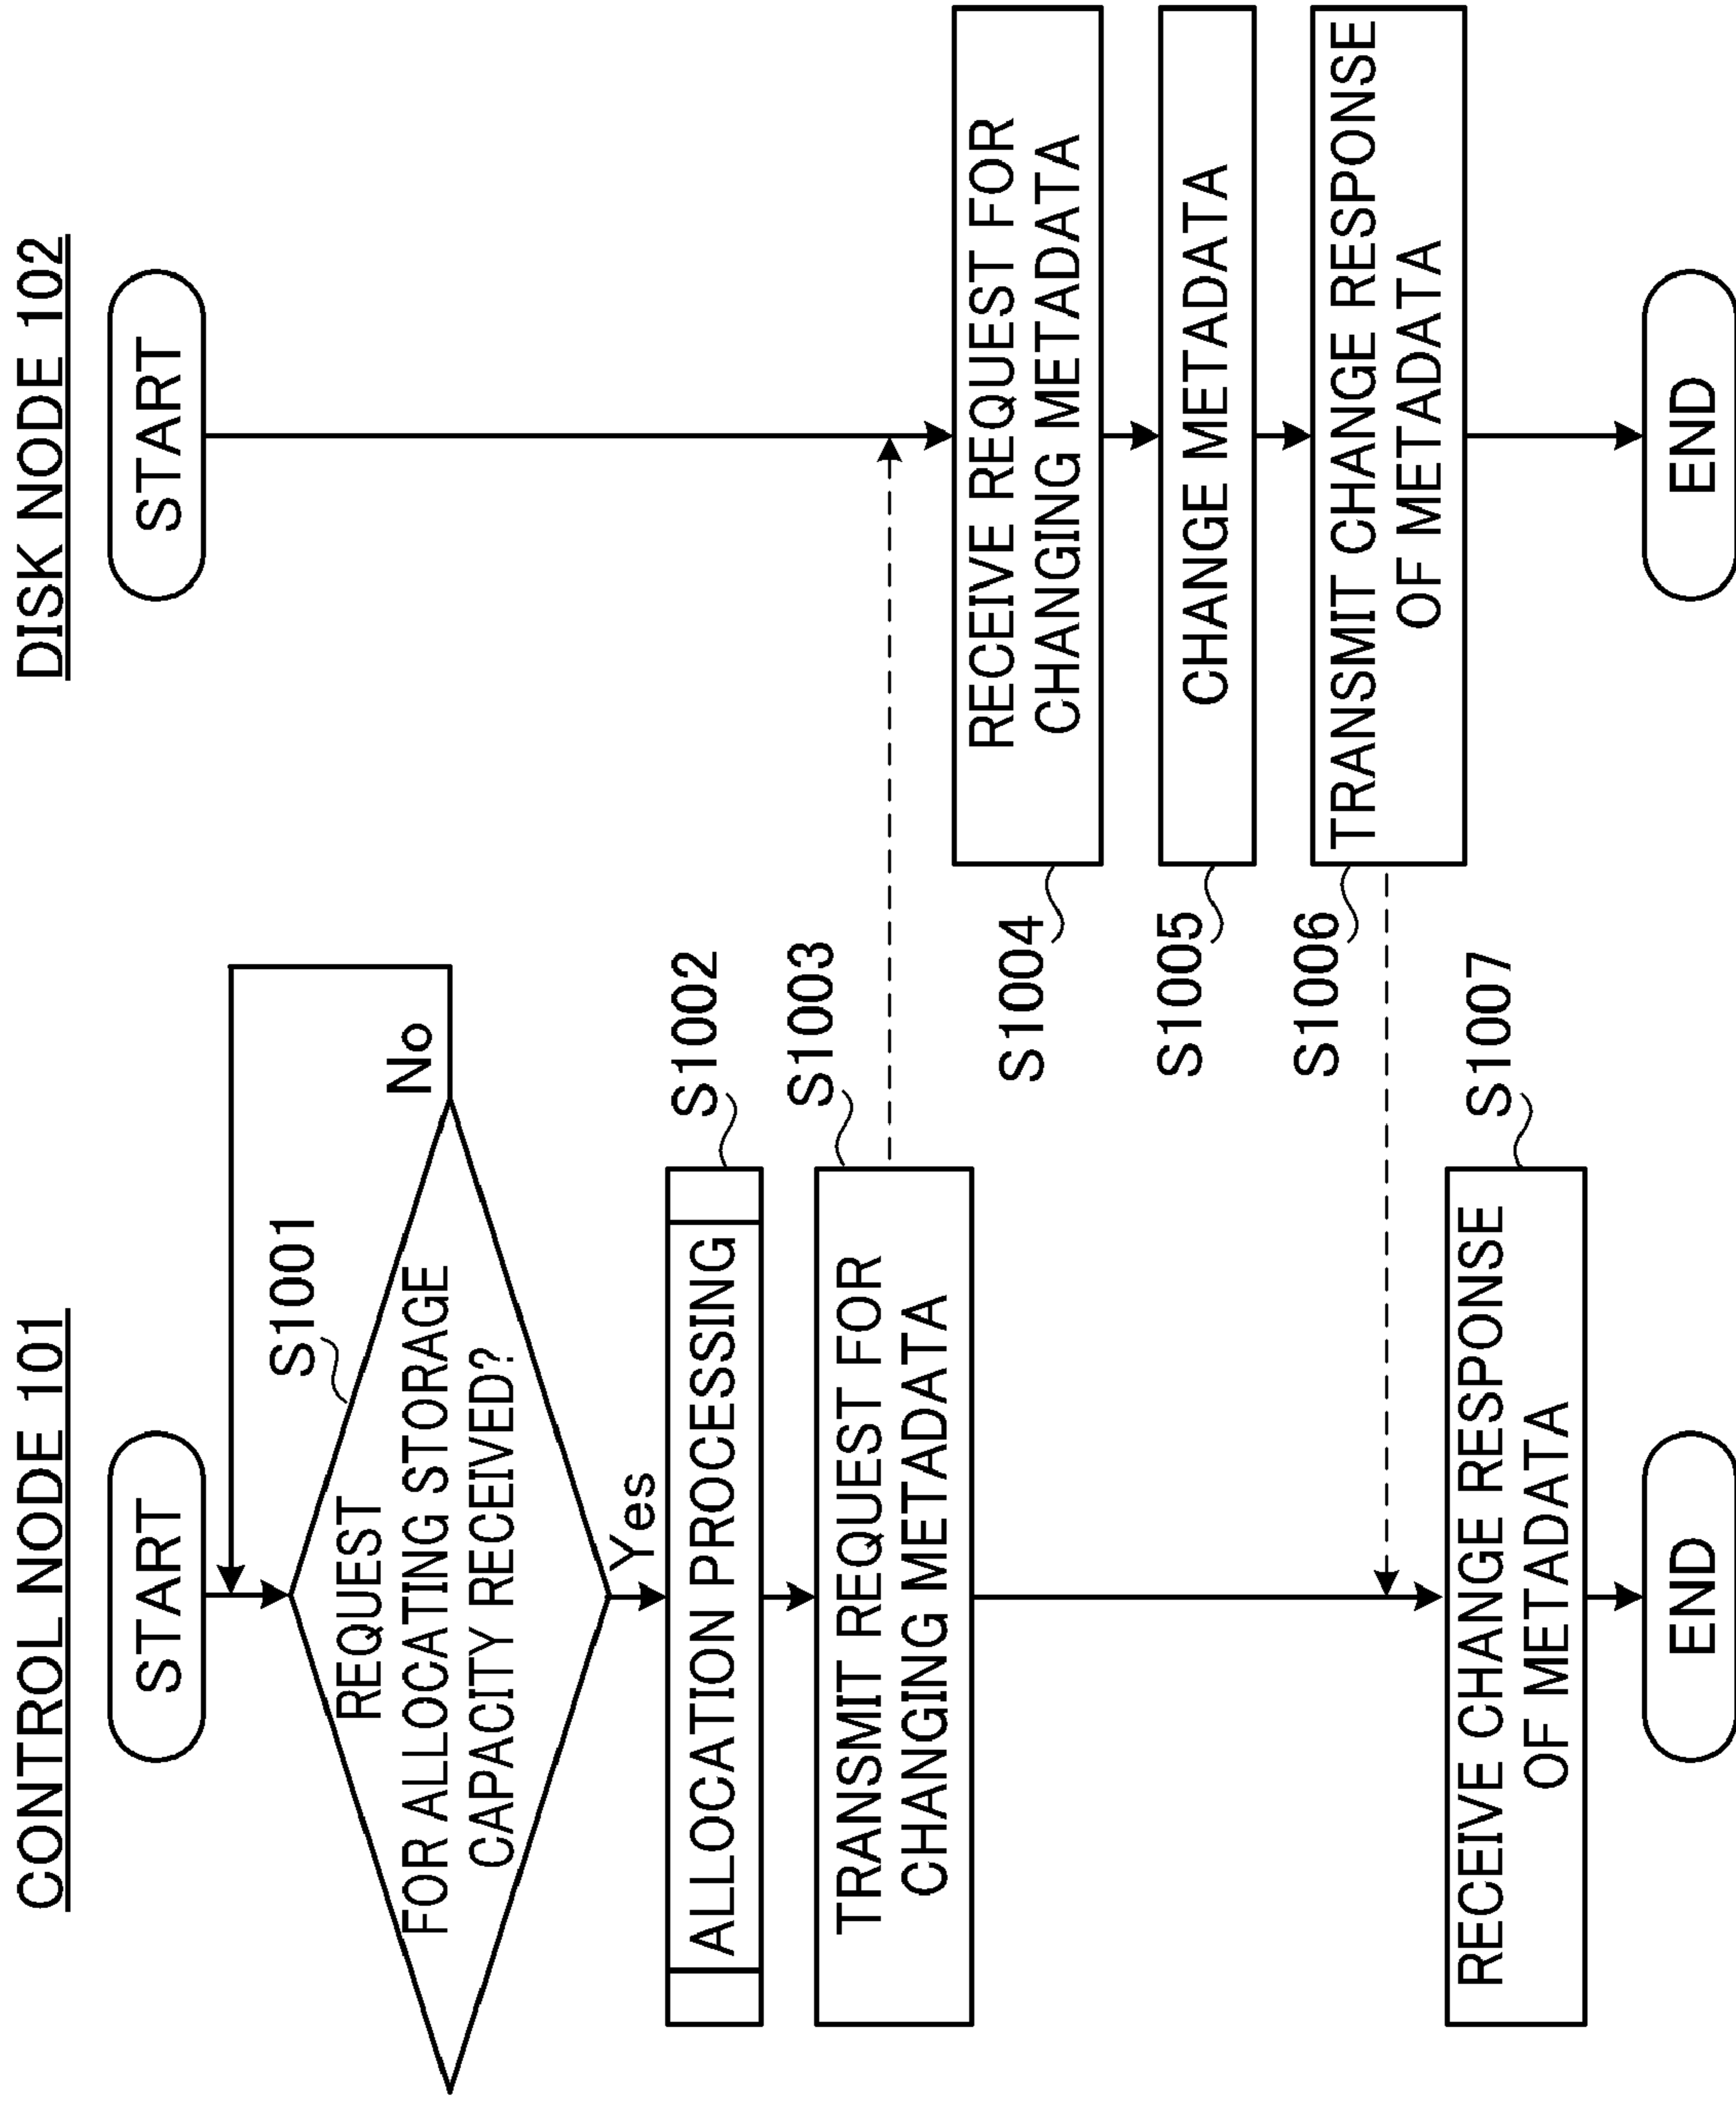 CONTROL NODE 101
START
S1001
REQUEST
FOR ALLOCATING STORAGE
CAPACITY RECEIVED?
No
Yes
S1002
ALLOCATION PROCESSING
S1003
TRANSMIT REQUEST FOR
CHANGING METADATA
S1007
RECEIVE CHANGE RESPONSE
OF METADATA
END
DISK NODE 102
START
S1004
RECEIVE REQUEST FOR
CHANGING METADATA
S1005
CHANGE METADATA
S1006
TRANSMIT CHANGE RESPONSE
OF METADATA
END